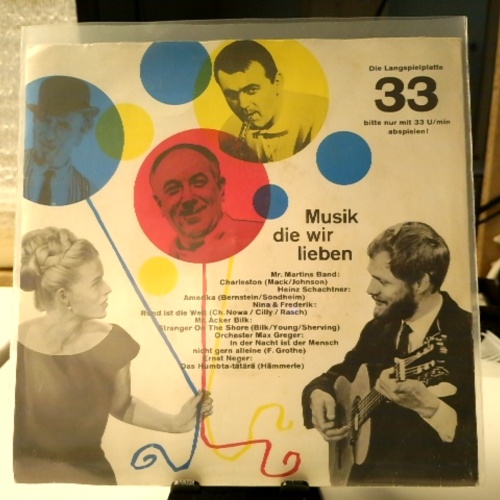 Die Langspielplatte
33
bitte nur mit 33 U/min
abspielen!
Musik
die wir
lieben
Mr. Martins Band:
Charleston (Mack/Johnson)
Heinz Schachtner:
Amerika (Bernstein/Sondheim)
Nina & Frederik:
Rund ist die Welt (Ch. Nowa / Cilly / Rasch)
Mr. Acker Bilk:
Stranger On The Shore (Bilk/Young/Sherving)
Orchester Max Greger:
In der Nacht ist der Mensch
nicht gern alleine (F. Grothe)
Ernst Neger:
Das Humbta-tätärä (Hämmerle)